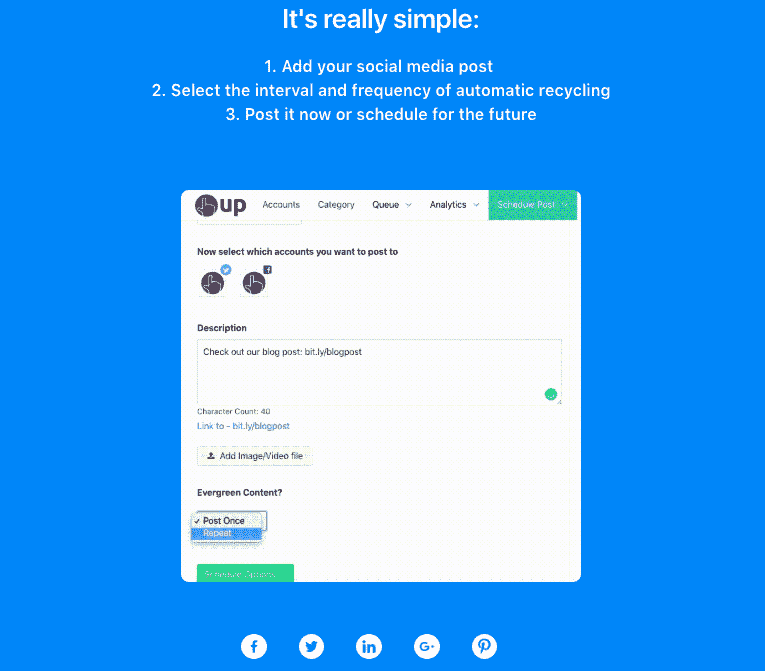 It's really simple:
1. Add your social media post
2. Select the interval and frequency of automatic recycling
3. Post it now or schedule for the future
up Accounts Category Queue Analytics Schedule Post
Now select which accounts you want to post to
Description
Check out our blog post: bit.ly/blogpost
Character Count: 40
Link to - bit.ly/blogpost
Add Image/Video file
Evergreen Content?
Post Once
Repeat